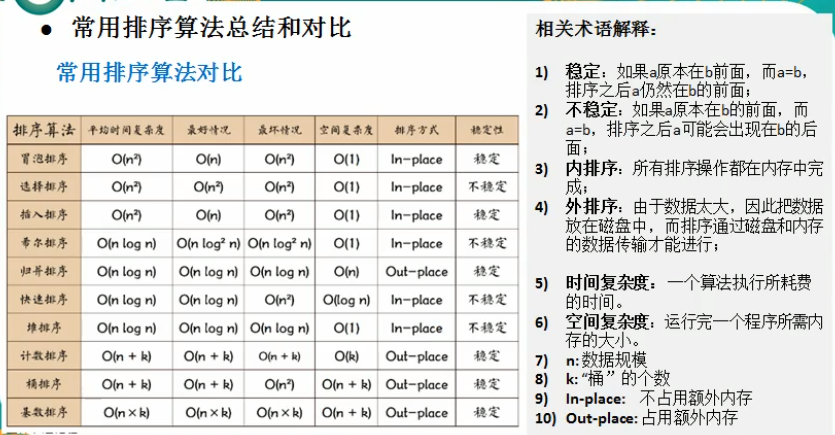 • 常用排序算法总结和对比
常用排序算法对比
排序算法 平均时间复杂度 最好情况 最坏情况 空间复杂度 排序方式 稳定性
冒泡排序 O(n²) O(n) O(n²) O(1) In-place 稳定
选择排序 O(n²) O(n²) O(n²) O(1) In-place 不稳定
插入排序 O(n²) O(n) O(n²) O(1) In-place 稳定
希尔排序 O(n log n) O(n log² n) O(n log² n) O(1) In-place 不稳定
归并排序 O(n log n) O(n log n) O(n log n) O(n) Out-place 稳定
快速排序 O(n log n) O(n log n) O(n²) O(log n) In-place 不稳定
堆排序 O(n log n) O(n log n) O(n log n) O(1) In-place 不稳定
计数排序 O(n + k) O(n + k) O(n + k) O(k) Out-place 稳定
桶排序 O(n + k) O(n + k) O(n²) O(n + k) Out-place 稳定
基数排序 O(n×k) O(n×k) O(n×k) O(n + k) Out-place 稳定
相关术语解释：
1) 稳定：如果a原本在b前面，而a=b，
排序之后a仍然在b的前面；
2) 不稳定：如果a原本在b的前面，而
a=b，排序之后a可能会出现在b的后
面；
3) 内排序：所有排序操作都在内存中完
成；
4) 外排序：由于数据太大，因此把数据
放在磁盘中，而排序通过磁盘和内存
的数据传输才能进行；
5) 时间复杂度： 一个算法执行所耗费
的时间。
6) 空间复杂度：运行完一个程序所需内
存的大小。
7) n: 数据规模
8) k: “桶”的个数
9) In-place: 不占用额外内存
10) Out-place: 占用额外内存